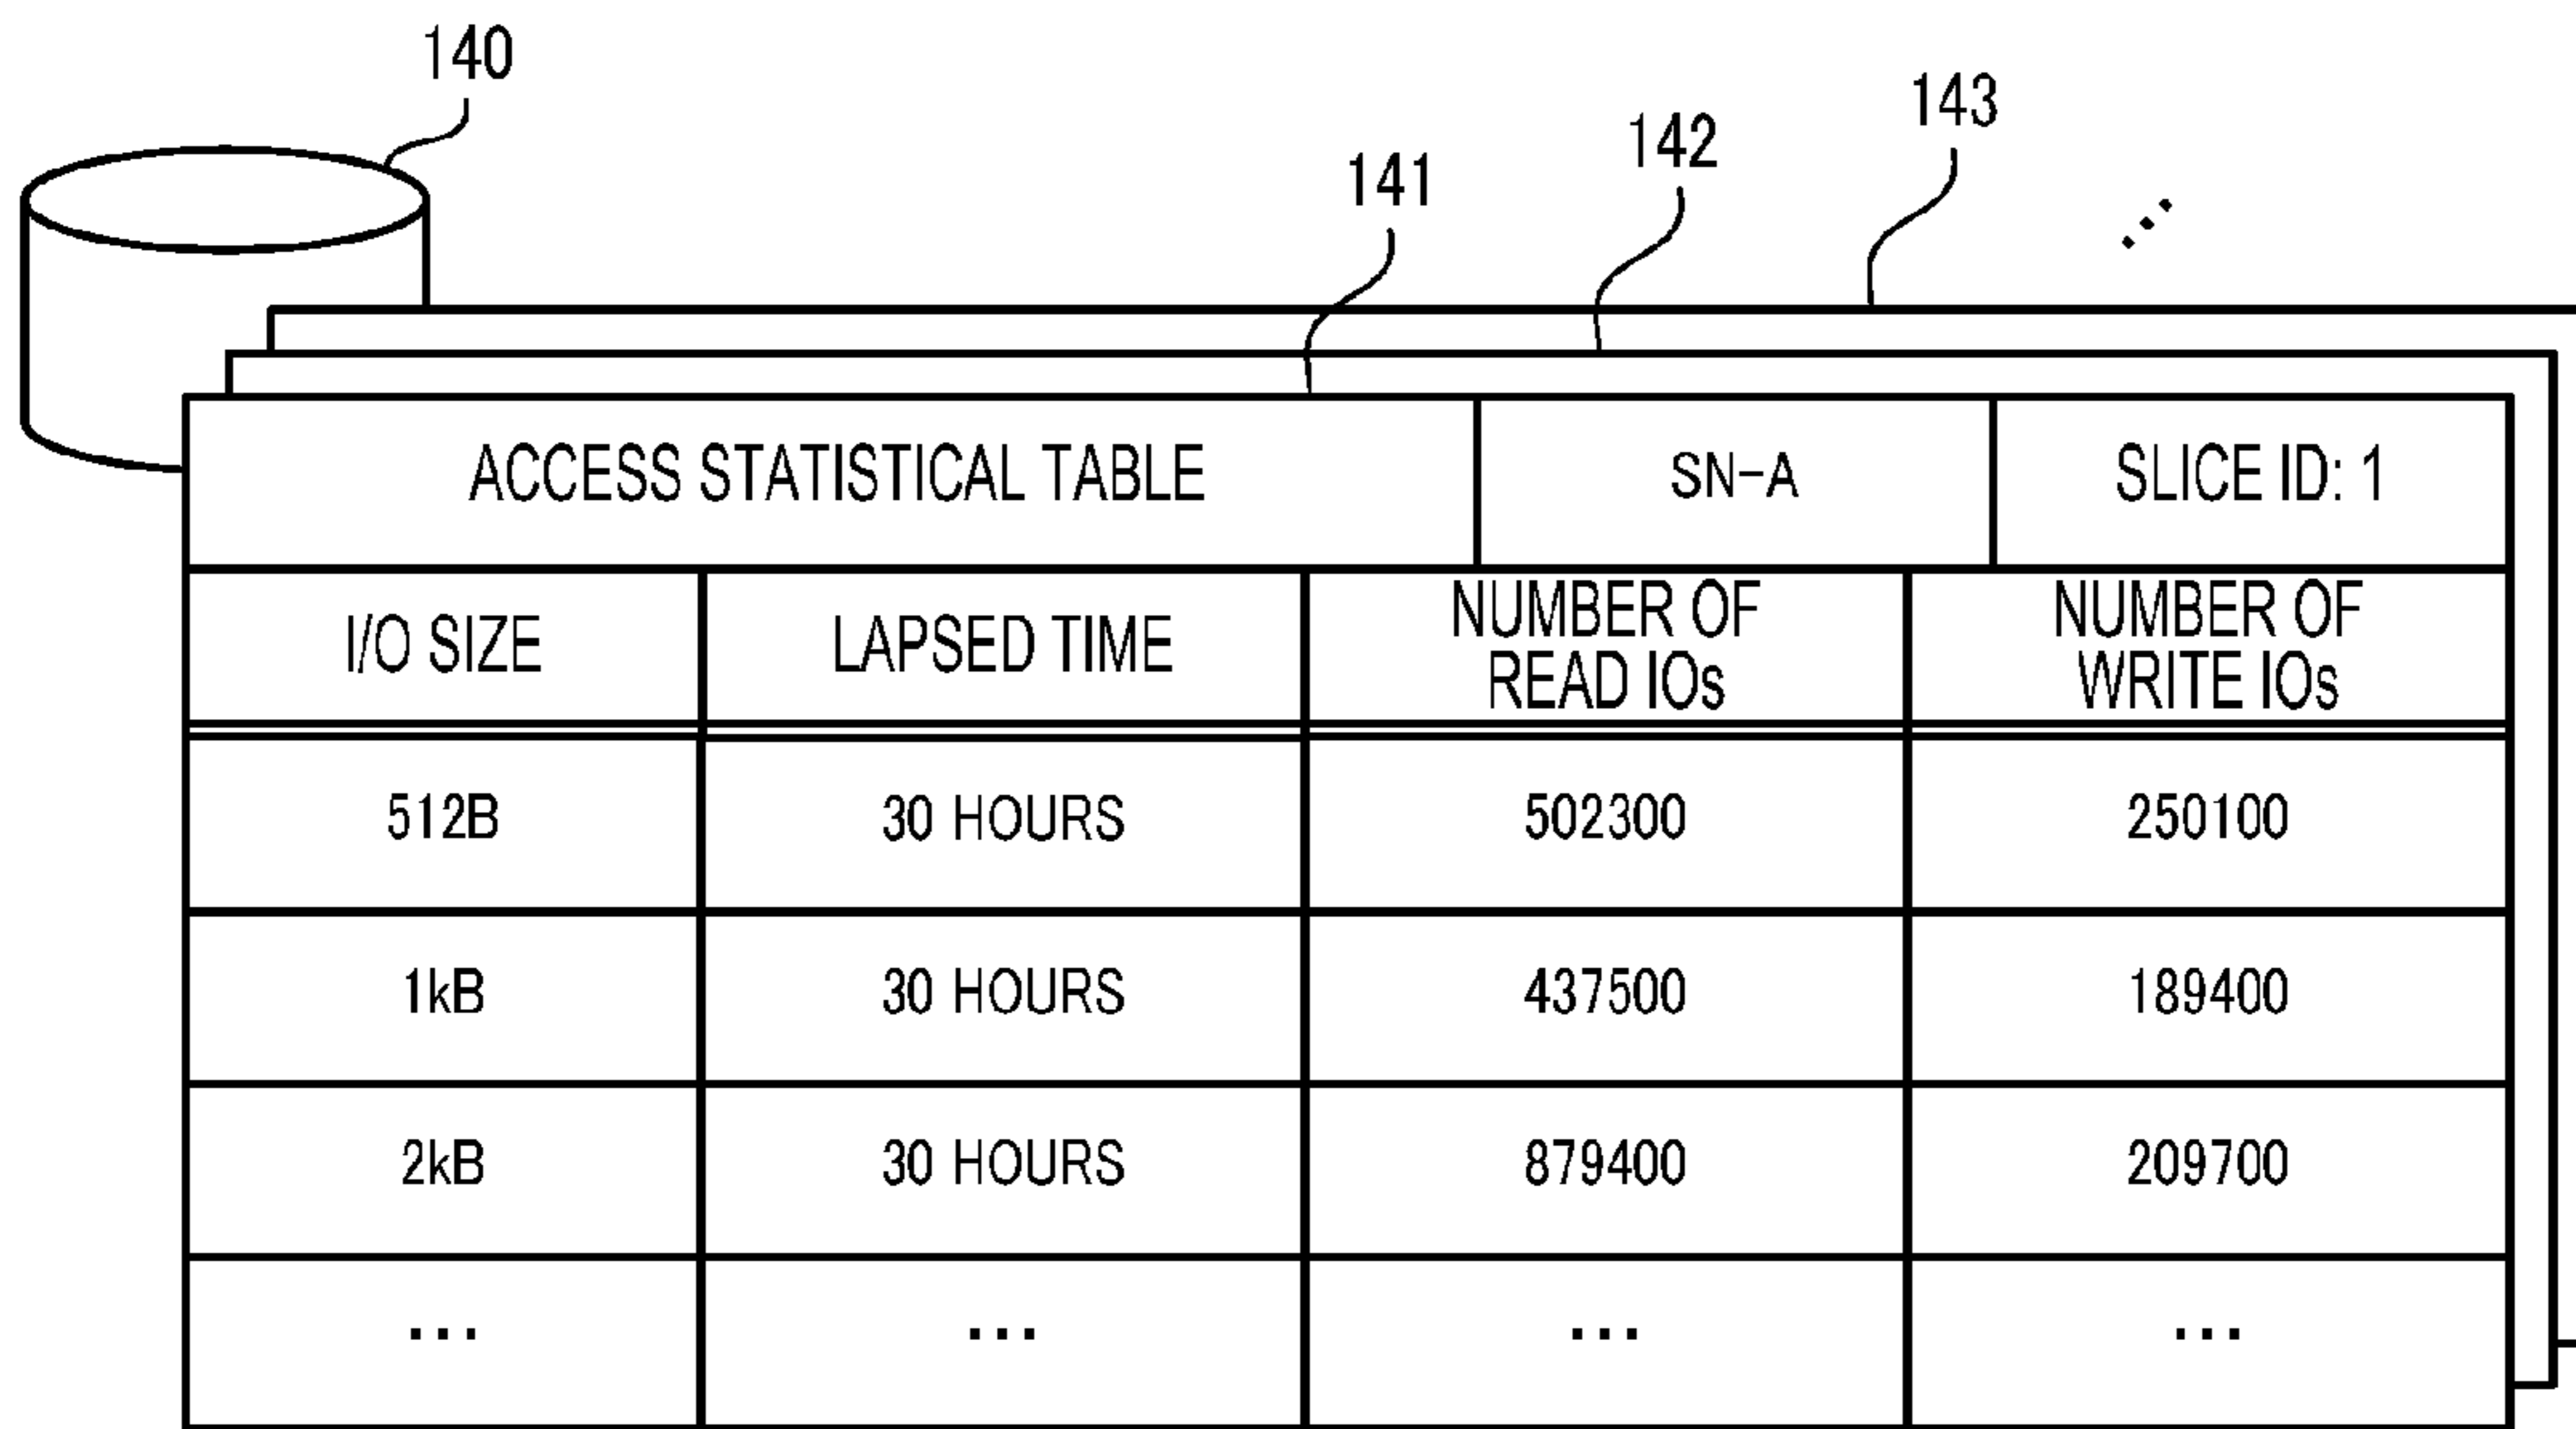 140
143
142
141
...
ACCESS STATISTICAL TABLE SN-A SLICE ID: 1
I/O SIZE LAPSED TIME NUMBER OF READ IOs NUMBER OF WRITE IOs
512B 30 HOURS 502300 250100
1kB 30 HOURS 437500 189400
2kB 30 HOURS 879400 209700
... ... ... ...